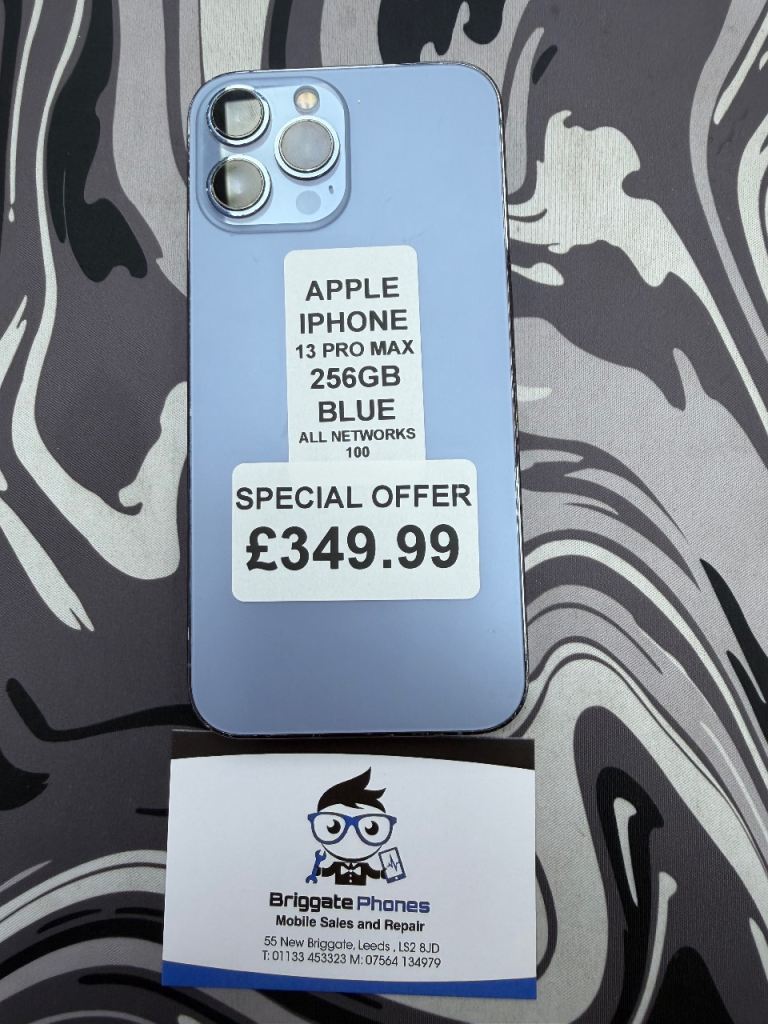 APPLE
IPHONE
13 PRO MAX
256GB
BLUE
ALL NETWORKS
100
SPECIAL OFFER
£349.99
Briggate Phones
Mobile Sales and Repair
55 New Briggate, Leeds , LS2 8JD
T: 01133 453323 M: 07564 134979